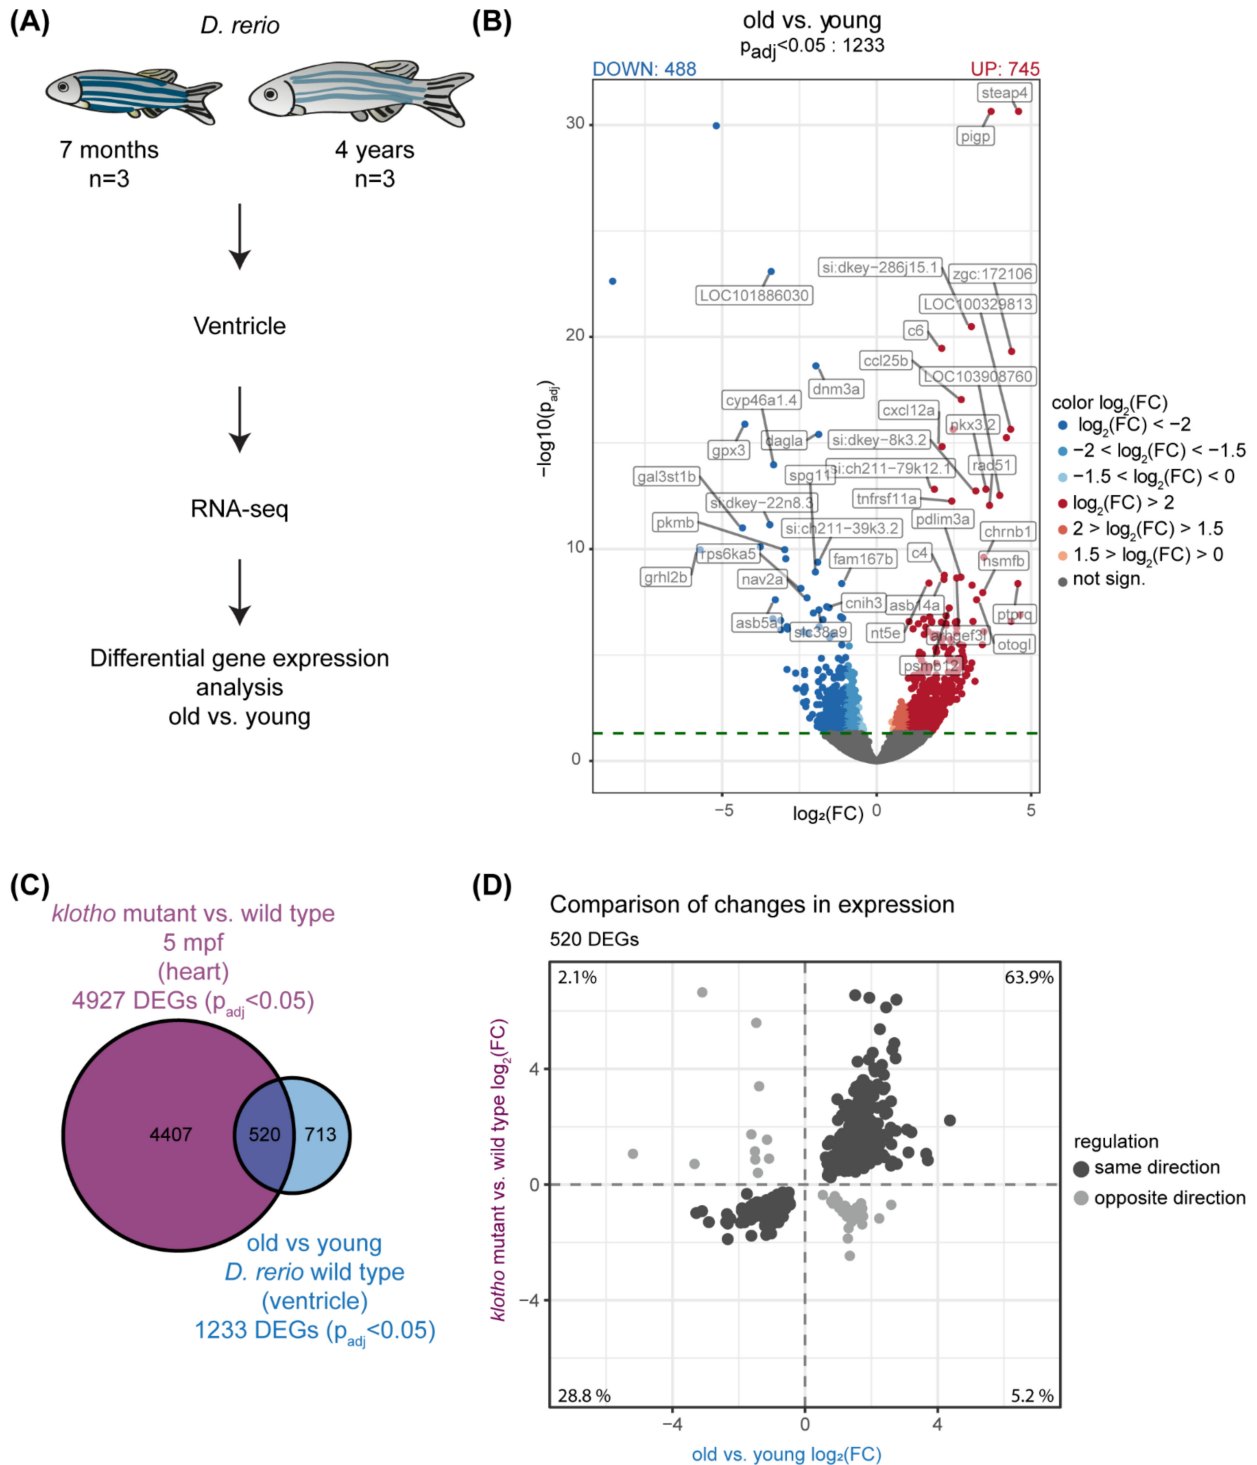 (A)
D. rerio
7 months
n=3
4 years
n=3
Ventricle
RNA-seq
Differential gene expression
analysis
old vs. young
(B)
old vs. young
padj<0.05 : 1233
DOWN: 488
UP: 745
steap4
pigp
si:dkey−286j15.1
zgc:172106
LOC101886030
LOC100329813
c6
ccl25b
LOC103908760
dnm3a
cyp46a1.4
cxcl12a
nkx3.2
gpx3
dagla
si:dkey−8k3.2
rad51
gal3st1b
spg11
si:ch211−79k12.1
si:dkey−22n8.3
tnfrsf11a
pkmb
si:ch211−39k3.2
pdlim3a
chrnb1
rps6ka5
fam167b
c4
nsmfb
grhl2b
nav2a
cnih3
asb14a
ptprq
asb5a
slc38a9
nt5e
arhgef3l
otogl
psmb12
30
20
10
0
−log10(padj)
−5
0
5
log₂(FC)
color log2(FC)
log2(FC) < −2
−2 < log2(FC) < −1.5
−1.5 < log2(FC) < 0
log2(FC) > 2
2 > log2(FC) > 1.5
1.5 > log2(FC) > 0
not sign.
(C)
klotho mutant vs. wild type
5 mpf
(heart)
4927 DEGs (padj<0.05)
4407
520
713
old vs young
D. rerio wild type
(ventricle)
1233 DEGs (padj<0.05)
(D)
Comparison of changes in expression
520 DEGs
2.1%
63.9%
28.8 %
5.2 %
klotho mutant vs. wild type log2(FC)
4
0
−4
−4
0
4
old vs. young log₂(FC)
regulation
same direction
opposite direction